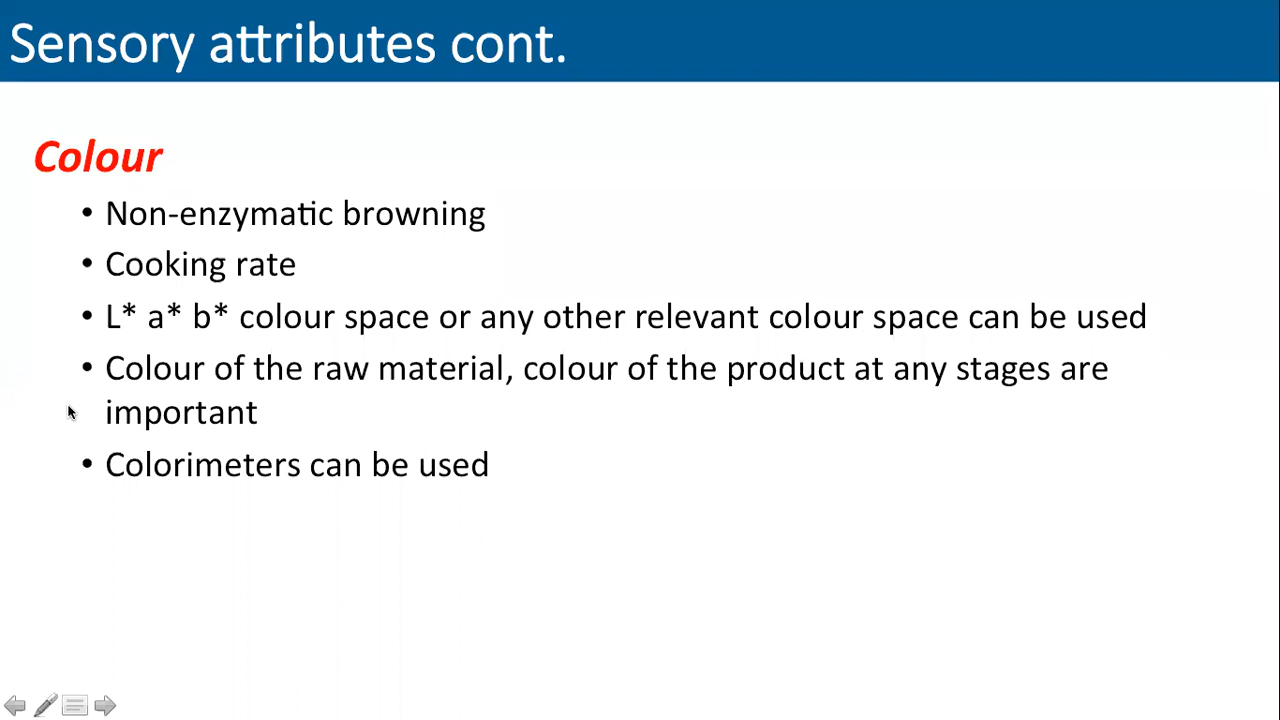 Sensory attributes cont.
Colour
• Non-enzymatic browning
• Cooking rate
• L* a* b* colour space or any other relevant colour space can be used
• Colour of the raw material, colour of the product at any stages are
important
• Colorimeters can be used